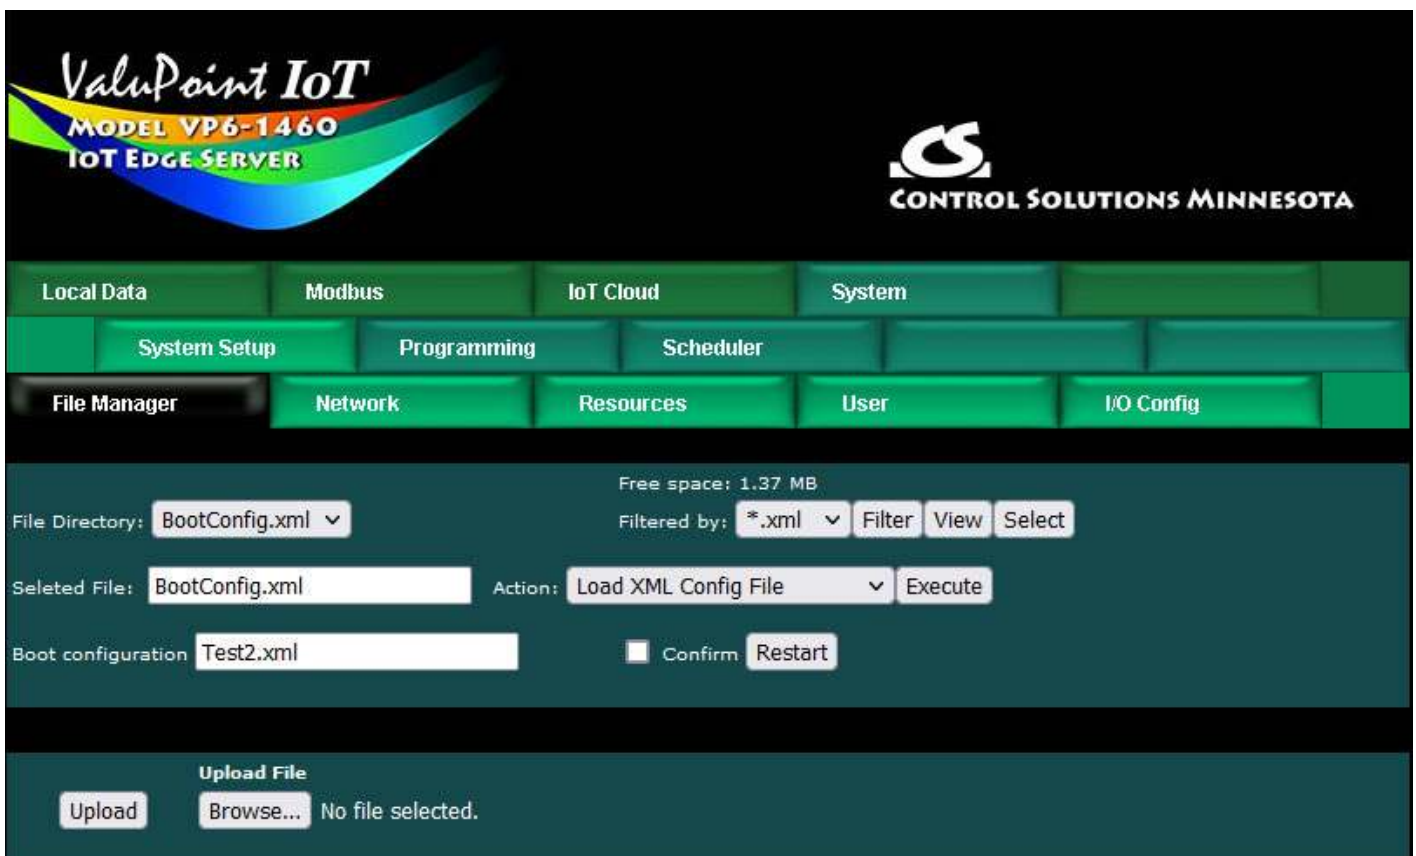 ValuPoint IoT
MODEL VP6-1460
IOT EDGE SERVER
CS
CONTROL SOLUTIONS MINNESOTA
Local Data Modbus IoT Cloud System
System Setup Programming Scheduler
File Manager Network Resources User I/O Config
Free space: 1.37 MB
File Directory: BootConfig.xml Filtered by: *.xml Filter View Select
Seleted File: BootConfig.xml Action: Load XML Config File Execute
Boot configuration Test2.xml Confirm Restart
Upload File
Upload Browse... No file selected.